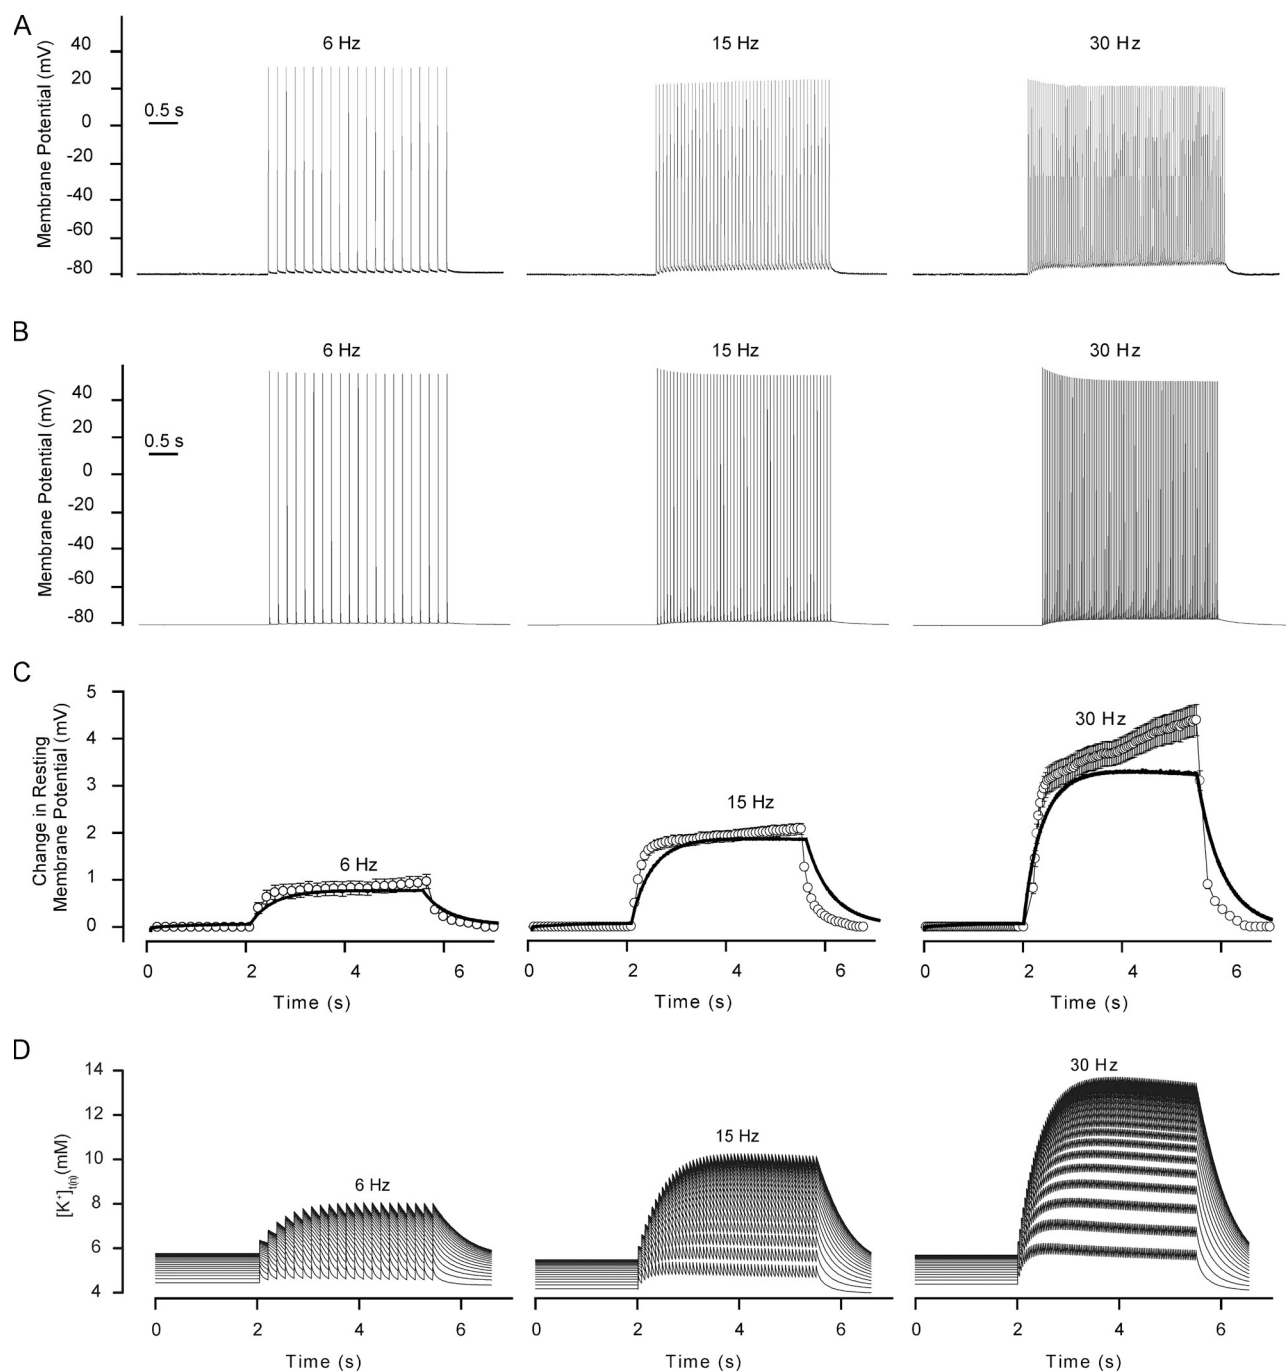 A
Membrane Potential (mV)
40
20
0
-20
-40
-60
-80
0.5 s
6 Hz
15 Hz
30 Hz
B
Membrane Potential (mV)
40
20
0
-20
-40
-60
-80
0.5 s
6 Hz
15 Hz
30 Hz
C
Change in Resting
Membrane Potential (mV)
5
4
3
2
1
0
6 Hz
15 Hz
30 Hz
0 2 4 6
0 2 4 6
0 2 4 6
Time (s)
Time (s)
Time (s)
D
[K+]t(n) (mM)
14
12
10
8
6
4
6 Hz
15 Hz
30 Hz
0 2 4 6
0 2 4 6
0 2 4 6
Time (s)
Time (s)
Time (s)